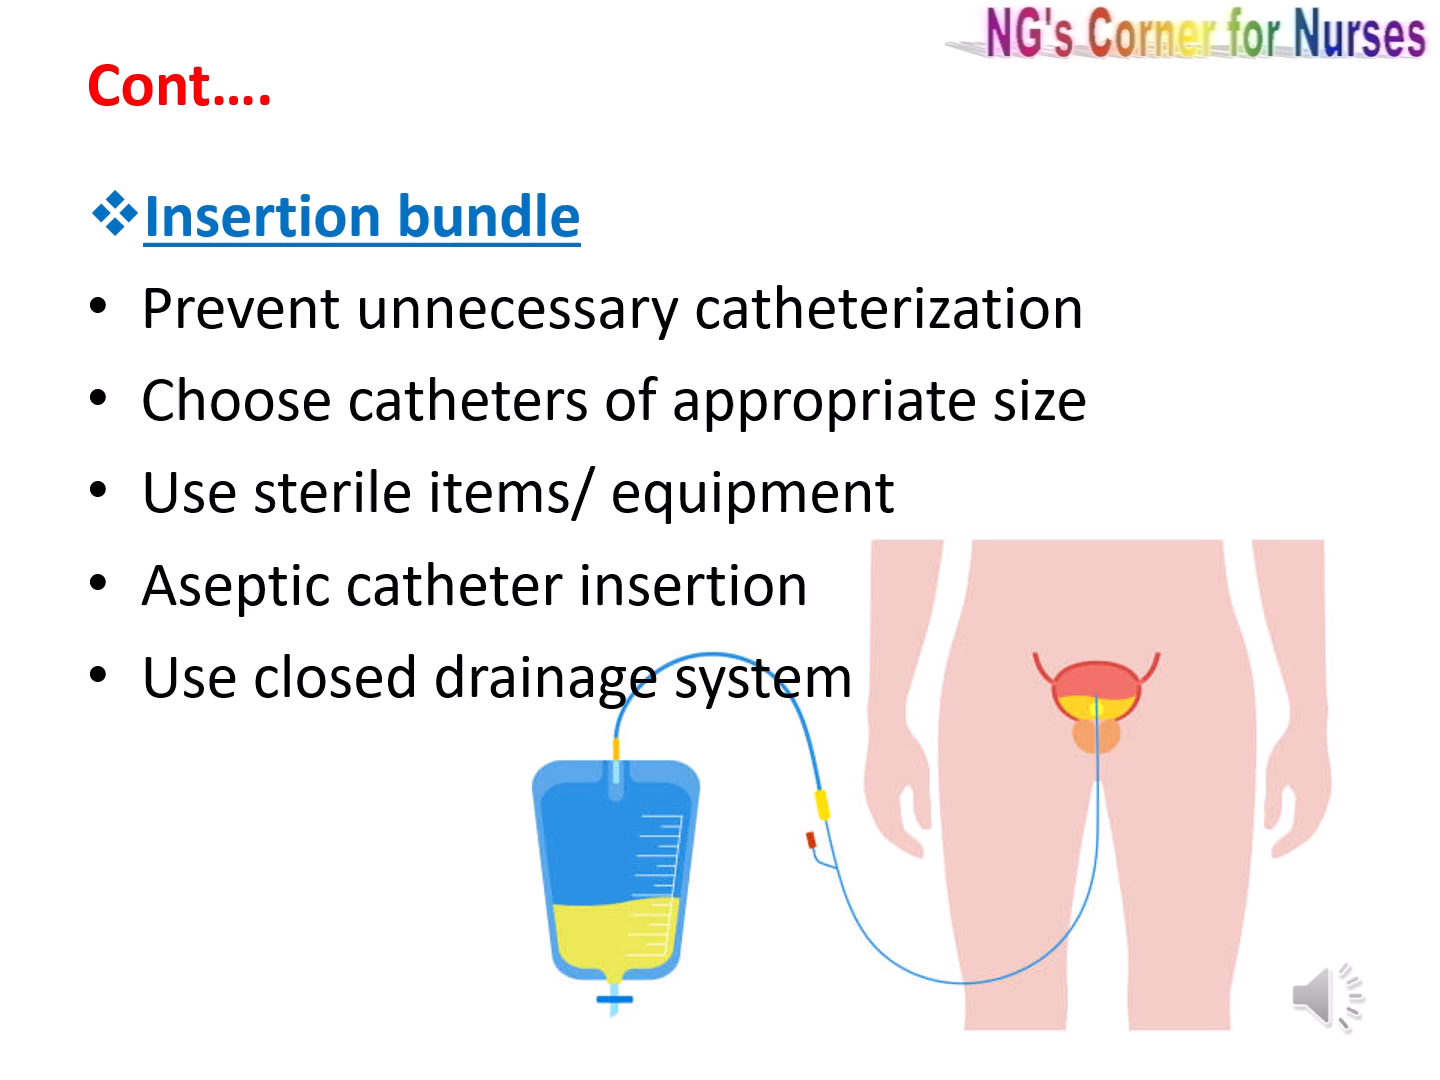 NG's Corner for Nurses
Cont....
❖Insertion bundle
• Prevent unnecessary catheterization
• Choose catheters of appropriate size
• Use sterile items/ equipment
• Aseptic catheter insertion
• Use closed drainage system